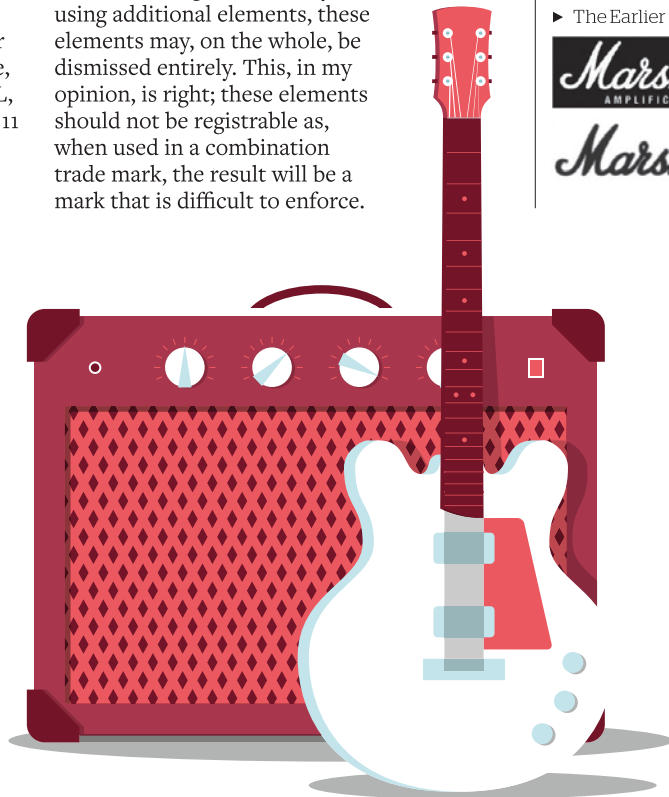 using additional elements, these
elements may, on the whole, be
dismissed entirely. This, in my
opinion, is right; these elements
should not be registrable as,
when used in a combination
trade mark, the result will be a
mark that is difficult to enforce.
11
▶ The Earlier